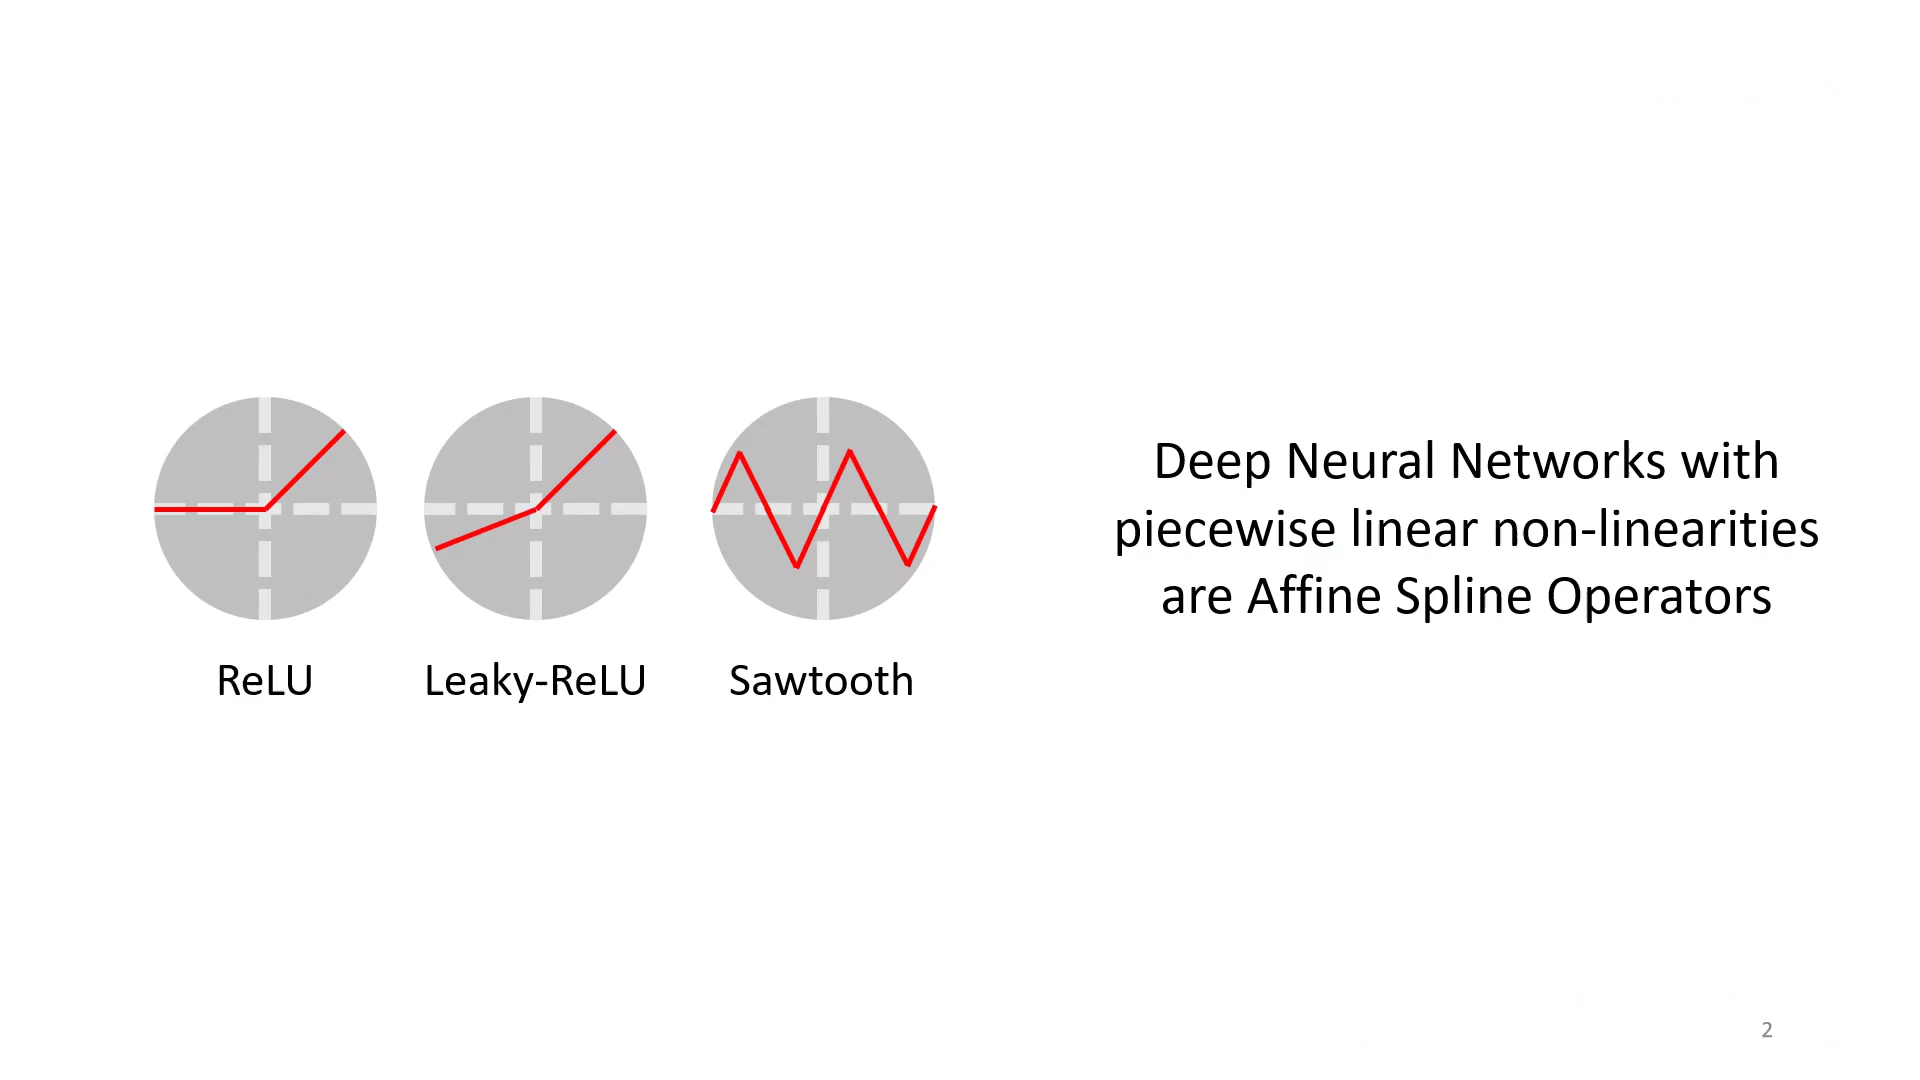 ReLU
Leaky-ReLU
Sawtooth
Deep Neural Networks with
piecewise linear non-linearities
are Affine Spline Operators
2